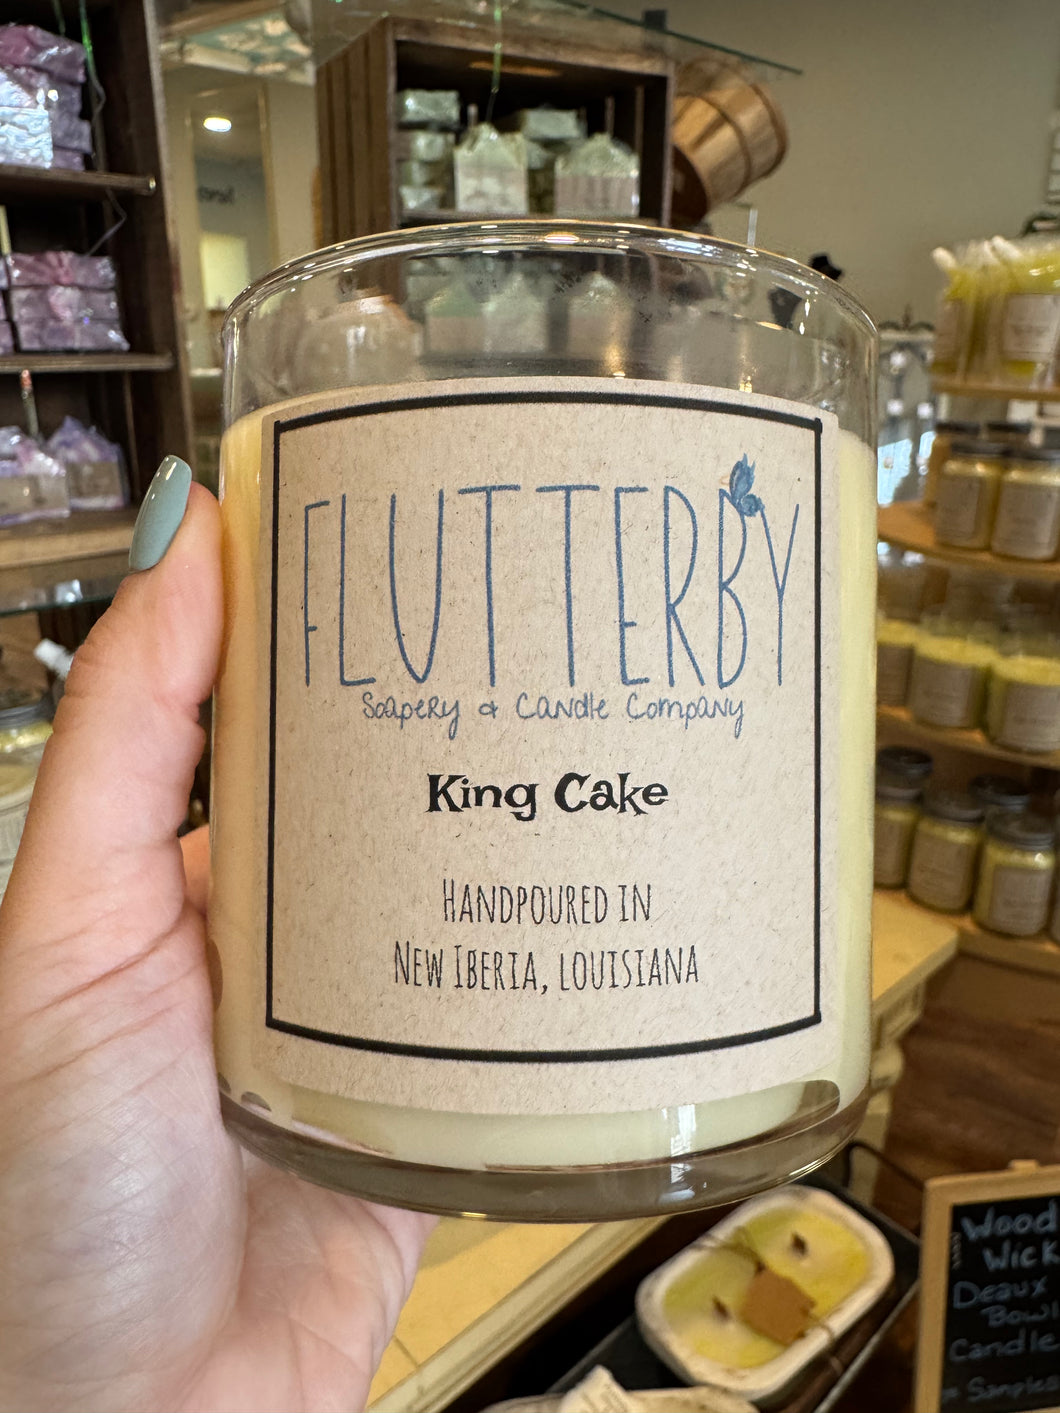 FLUTTERBY
Soapery & Candle Company
King Cake
HANDPOURED IN
NEW IBERIA, LOUISIANA
Wood
Wick
Deaux
Bowl
Candle